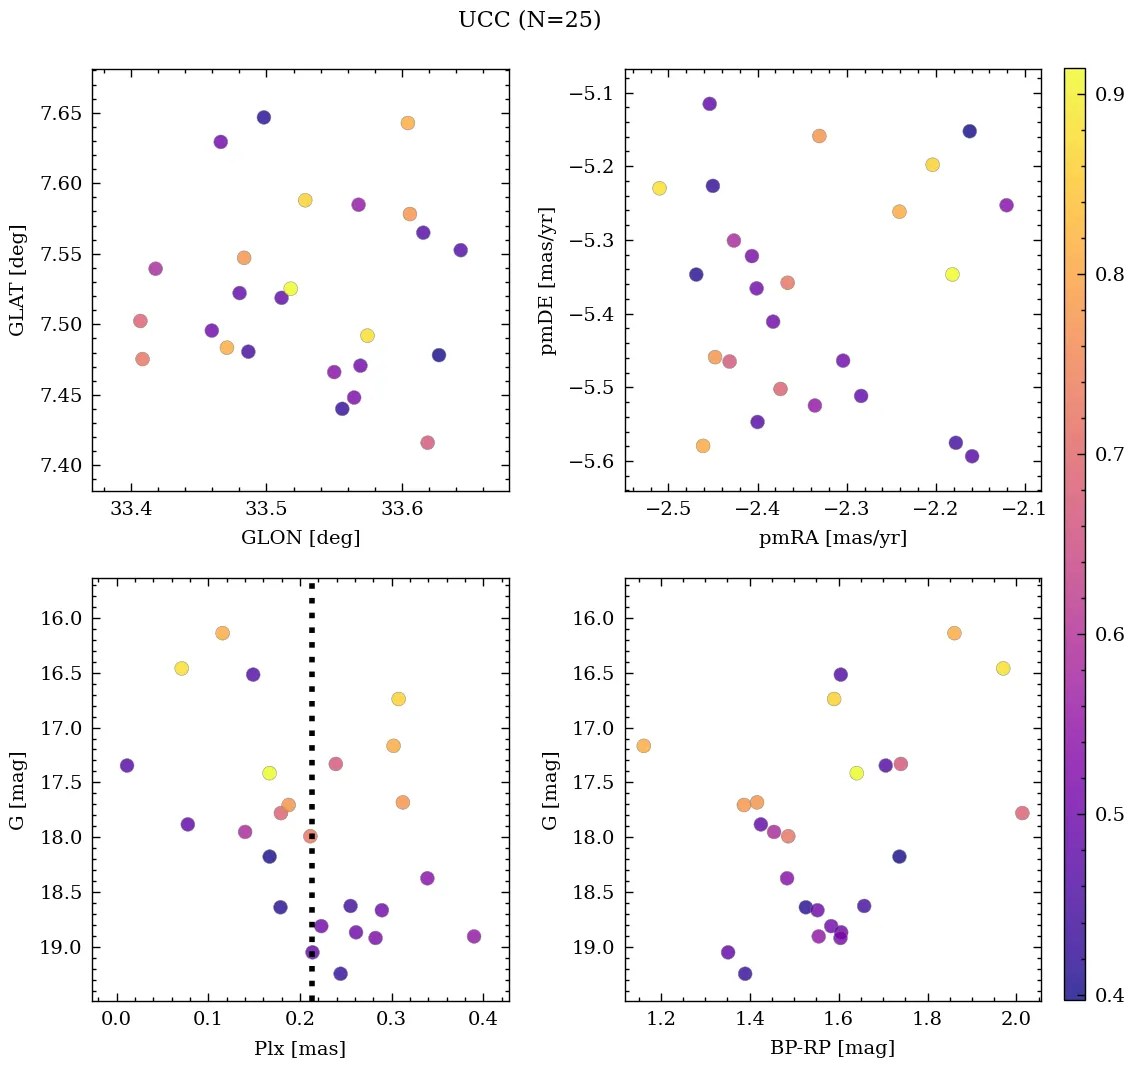 UCC (N=25)
7.65
7.60
7.55
7.50
7.45
7.40
GLAT [deg]
33.4 33.5 33.6
GLON [deg]
−5.1
−5.2
−5.3
−5.4
−5.5
−5.6
pmDE [mas/yr]
−2.5 −2.4 −2.3 −2.2 −2.1
pmRA [mas/yr]
16.0
16.5
17.0
17.5
18.0
18.5
19.0
G [mag]
0.0 0.1 0.2 0.3 0.4
Plx [mas]
16.0
16.5
17.0
17.5
18.0
18.5
19.0
G [mag]
1.2 1.4 1.6 1.8 2.0
BP-RP [mag]
0.9
0.8
0.7
0.6
0.5
0.4